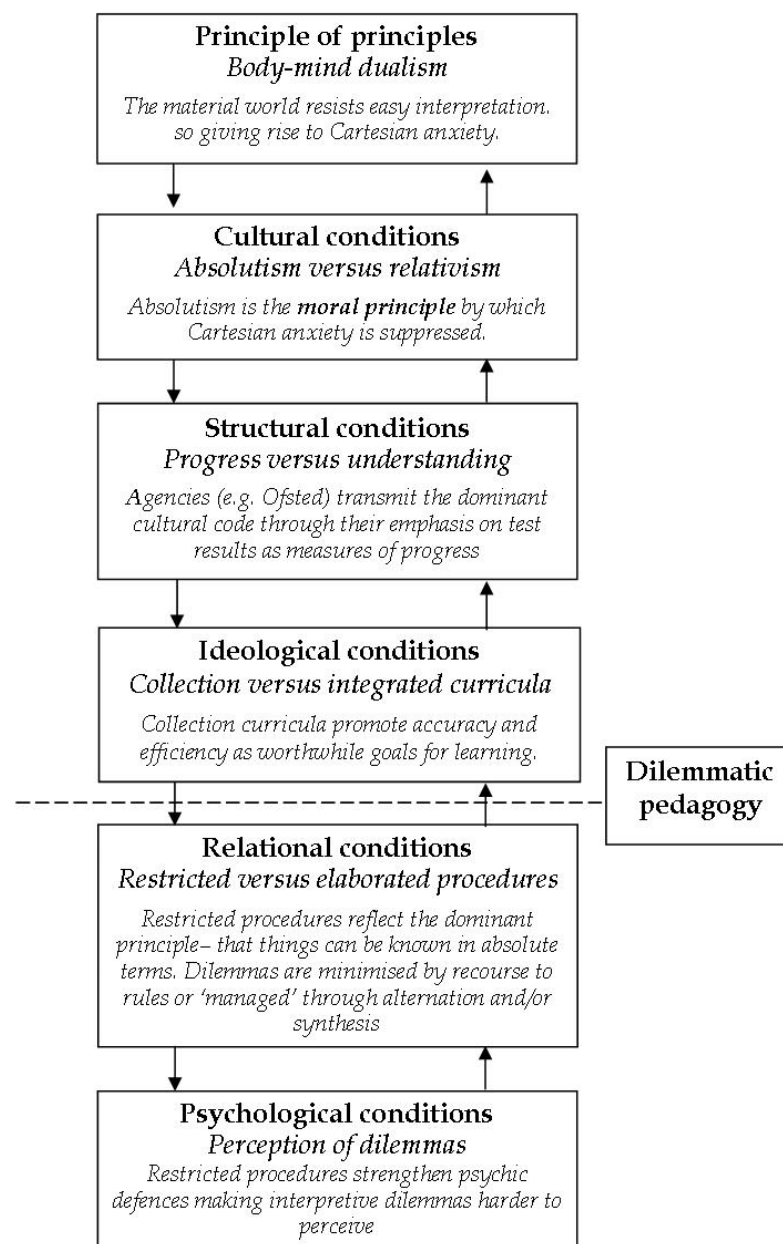 Principle of principles
Body-mind dualism
The material world resists easy interpretation.
so giving rise to Cartesian anxiety.
Cultural conditions
Absolutism versus relativism
Absolutism is the moral principle by which
Cartesian anxiety is suppressed.
Structural conditions
Progress versus understanding
Agencies (e.g. Ofsted) transmit the dominant
cultural code through their emphasis on test
results as measures of progress
Ideological conditions
Collection versus integrated curricula
Collection curricula promote accuracy and
efficiency as worthwhile goals for learning.
Dilemmatic
pedagogy
Relational conditions
Restricted versus elaborated procedures
Restricted procedures reflect the dominant
principle– that things can be known in absolute
terms. Dilemmas are minimised by recourse to
rules or ‘managed’ through alternation and/or
synthesis
Psychological conditions
Perception of dilemmas
Restricted procedures strengthen psychic
defences making interpretive dilemmas harder to
perceive